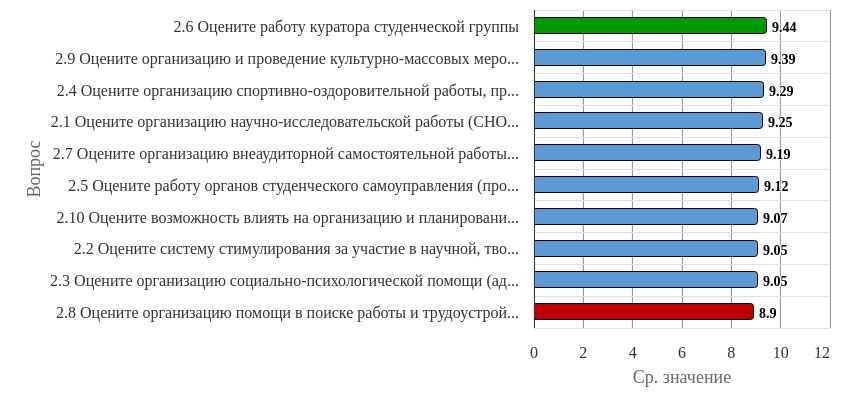 2.6 Оцените работу куратора студенческой группы 9.44
2.9 Оцените организацию и проведение культурно-массовых меро... 9.39
2.4 Оцените организацию спортивно-оздоровительной работы, пр... 9.29
2.1 Оцените организацию научно-исследовательской работы (СНО... 9.25
2.7 Оцените организацию внеаудиторной самостоятельной работы... 9.19
2.5 Оцените работу органов студенческого самоуправления (про... 9.12
2.10 Оцените возможность влиять на организацию и планировани... 9.07
2.2 Оцените систему стимулирования за участие в научной, тво... 9.05
2.3 Оцените организацию социально-психологической помощи (ад... 9.05
2.8 Оцените организацию помощи в поиске работы и трудоустрой... 8.9
Вопрос
0 2 4 6 8 10 12
Ср. значение